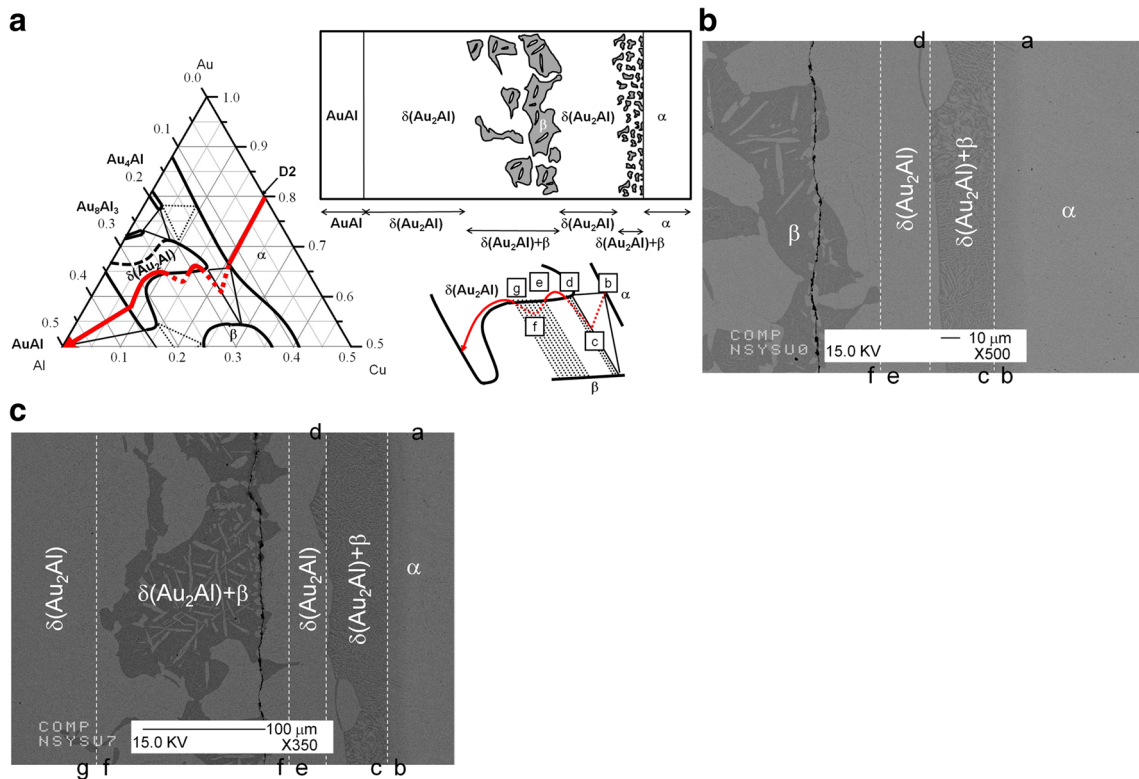 a
Au
0.0
1.0
0.1
0.9
Au₄Al
D2
0.2
0.8
Au₈Al₃
0.3
0.7
δ(Au₂Al)
α
0.4
0.6
0.5
β
AuAl
0.5
Al
0.1
0.2
0.3
0.4
0.5
Cu
AuAl
δ(Au₂Al)
β
δ(Au₂Al)
α
AuAl
δ(Au₂Al)
δ(Au₂Al)
α
δ(Au₂Al)+β
δ(Au₂Al)+β
δ(Au₂Al)
g
e
d
b
α
f
c
β
b
d
a
β
δ(Au₂Al)
δ(Au₂Al)+β
α
COMP
NSYSU0
15.0 KV
10 μm
X500
f
e
c
b
c
d
a
δ(Au₂Al)
δ(Au₂Al)+β
δ(Au₂Al)
δ(Au₂Al)+β
α
COMP
NSYSU7
15.0 KV
100 μm
X350
g
f
f
e
c
b